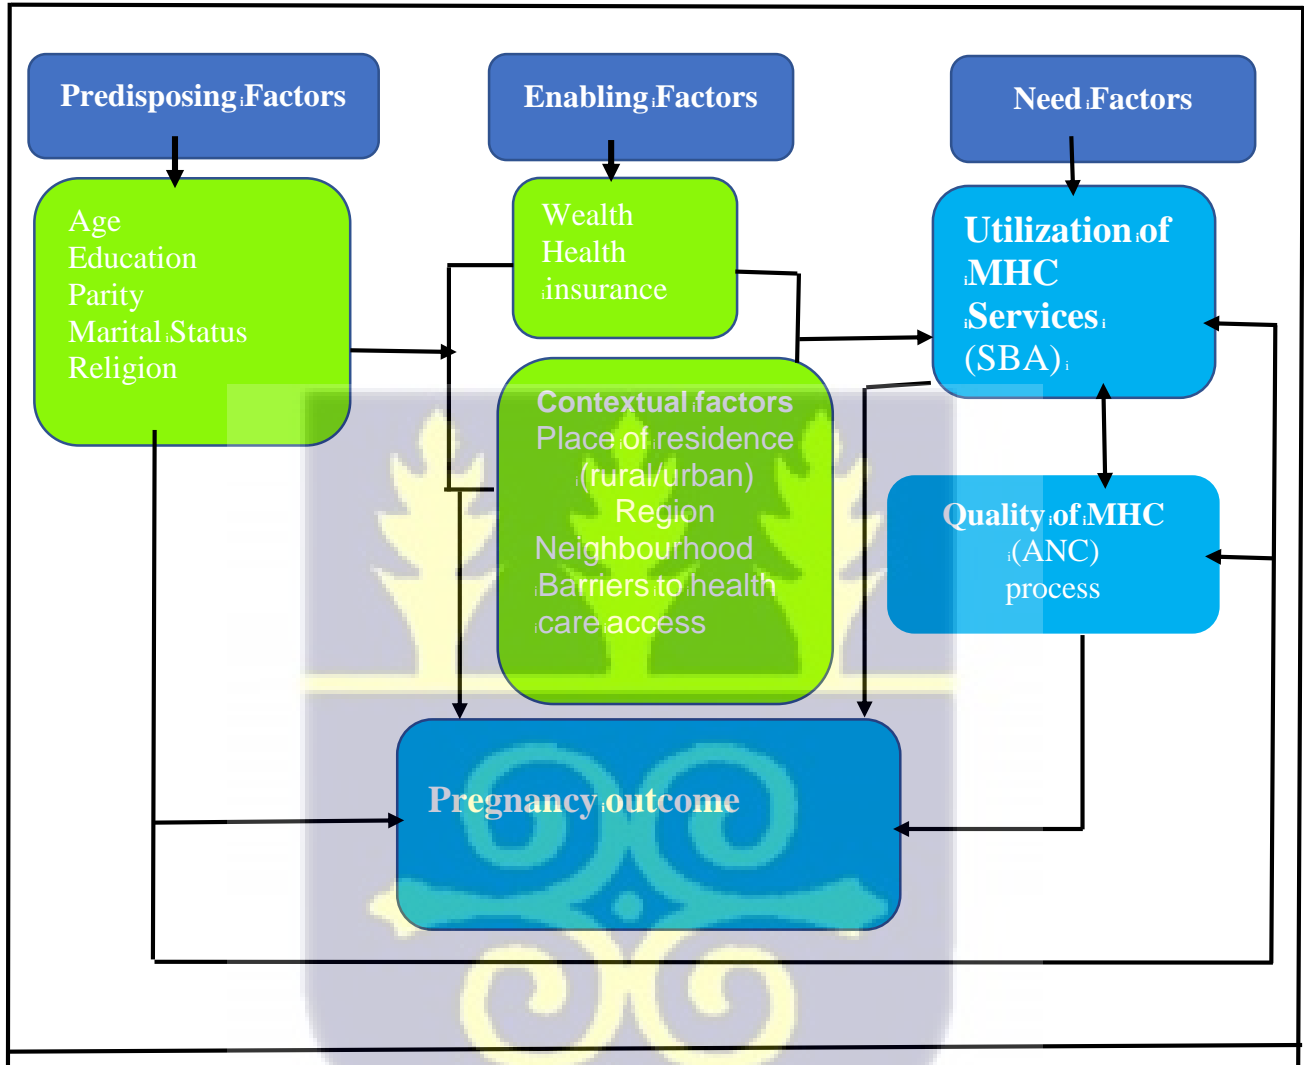 Predisposing Factors
Enabling Factors
Need Factors
Age
Education
Parity
Marital Status
Religion
Wealth
Health
insurance
Contextual factors
Place of residence
(rural/urban)
Region
Neighbourhood
Barriers to health
care access
Utilization of
MHC
Services
(SBA)
Quality of MHC
(ANC)
process
Pregnancy outcome